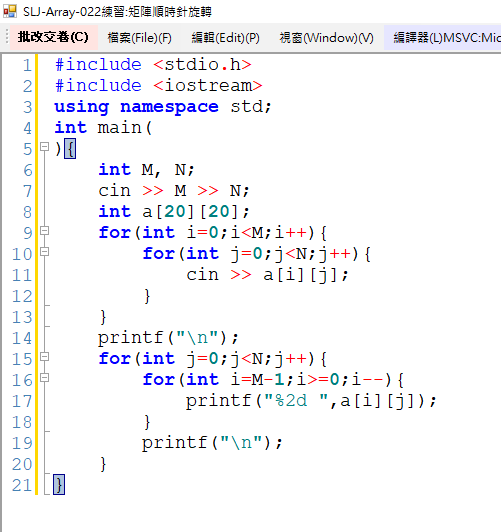 SLJ-Array-022練習:矩陣順時針旋轉
批改交卷(C) 檔案(File)(F) 編輯(Edit)(P) 視窗(Window)(V) 編譯器(L)MSVC:Mic
1 #include <stdio.h>
2 #include <iostream>
3 using namespace std;
4 int main(
5 ){
6 int M, N;
7 cin >> M >> N;
8 int a[20][20];
9 for(int i=0;i<M;i++){
10 for(int j=0;j<N;j++){
11 cin >> a[i][j];
12 }
13 }
14 printf("\n");
15 for(int j=0;j<N;j++){
16 for(int i=M-1;i>=0;i--){
17 printf("%2d ",a[i][j]);
18 }
19 printf("\n");
20 }
21 }